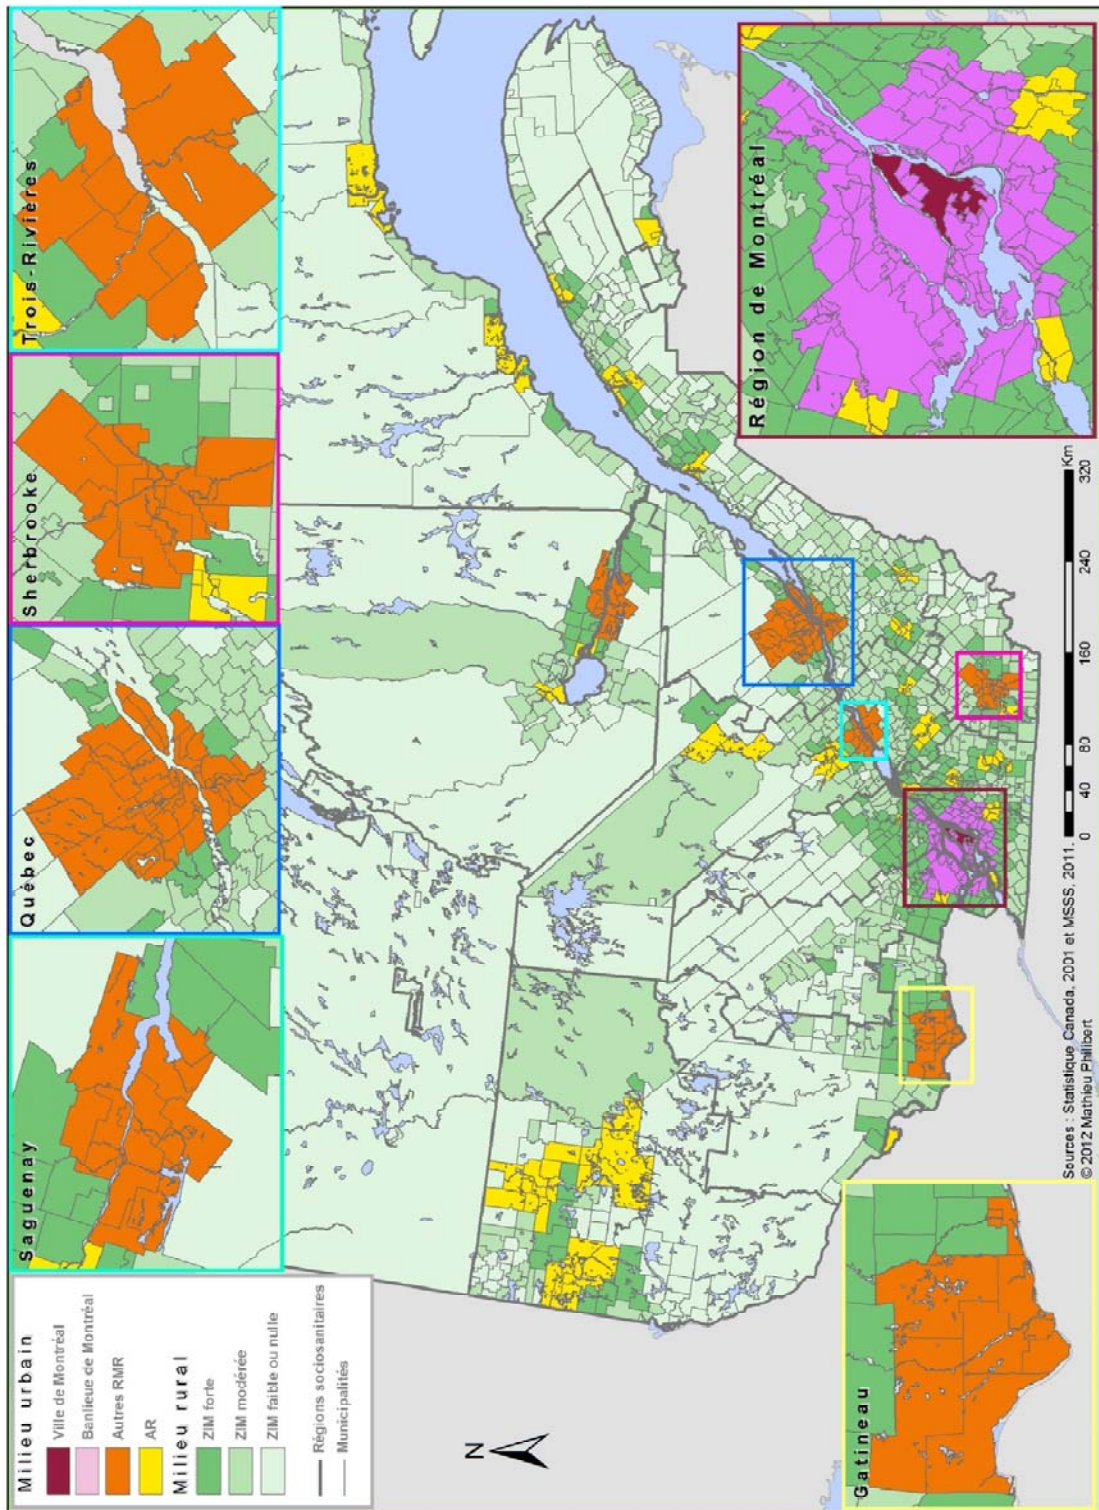 Milieu urbain
Ville de Montréal
Banlieue de Montréal
Autres RMR
AR
Milieu rural
ZIM forte
ZIM modérée
ZIM faible ou nulle
Régions sociosanitaires
Municipalités
Saguenay
Québec
Sherbrooke
Trois-Rivières
N
Gatineau
Région de Montréal
0 40 80 160 240 320
Km
Sources : Statistique Canada, 2001 et MSSS, 2011.
© 2012 Mathieu Philibert